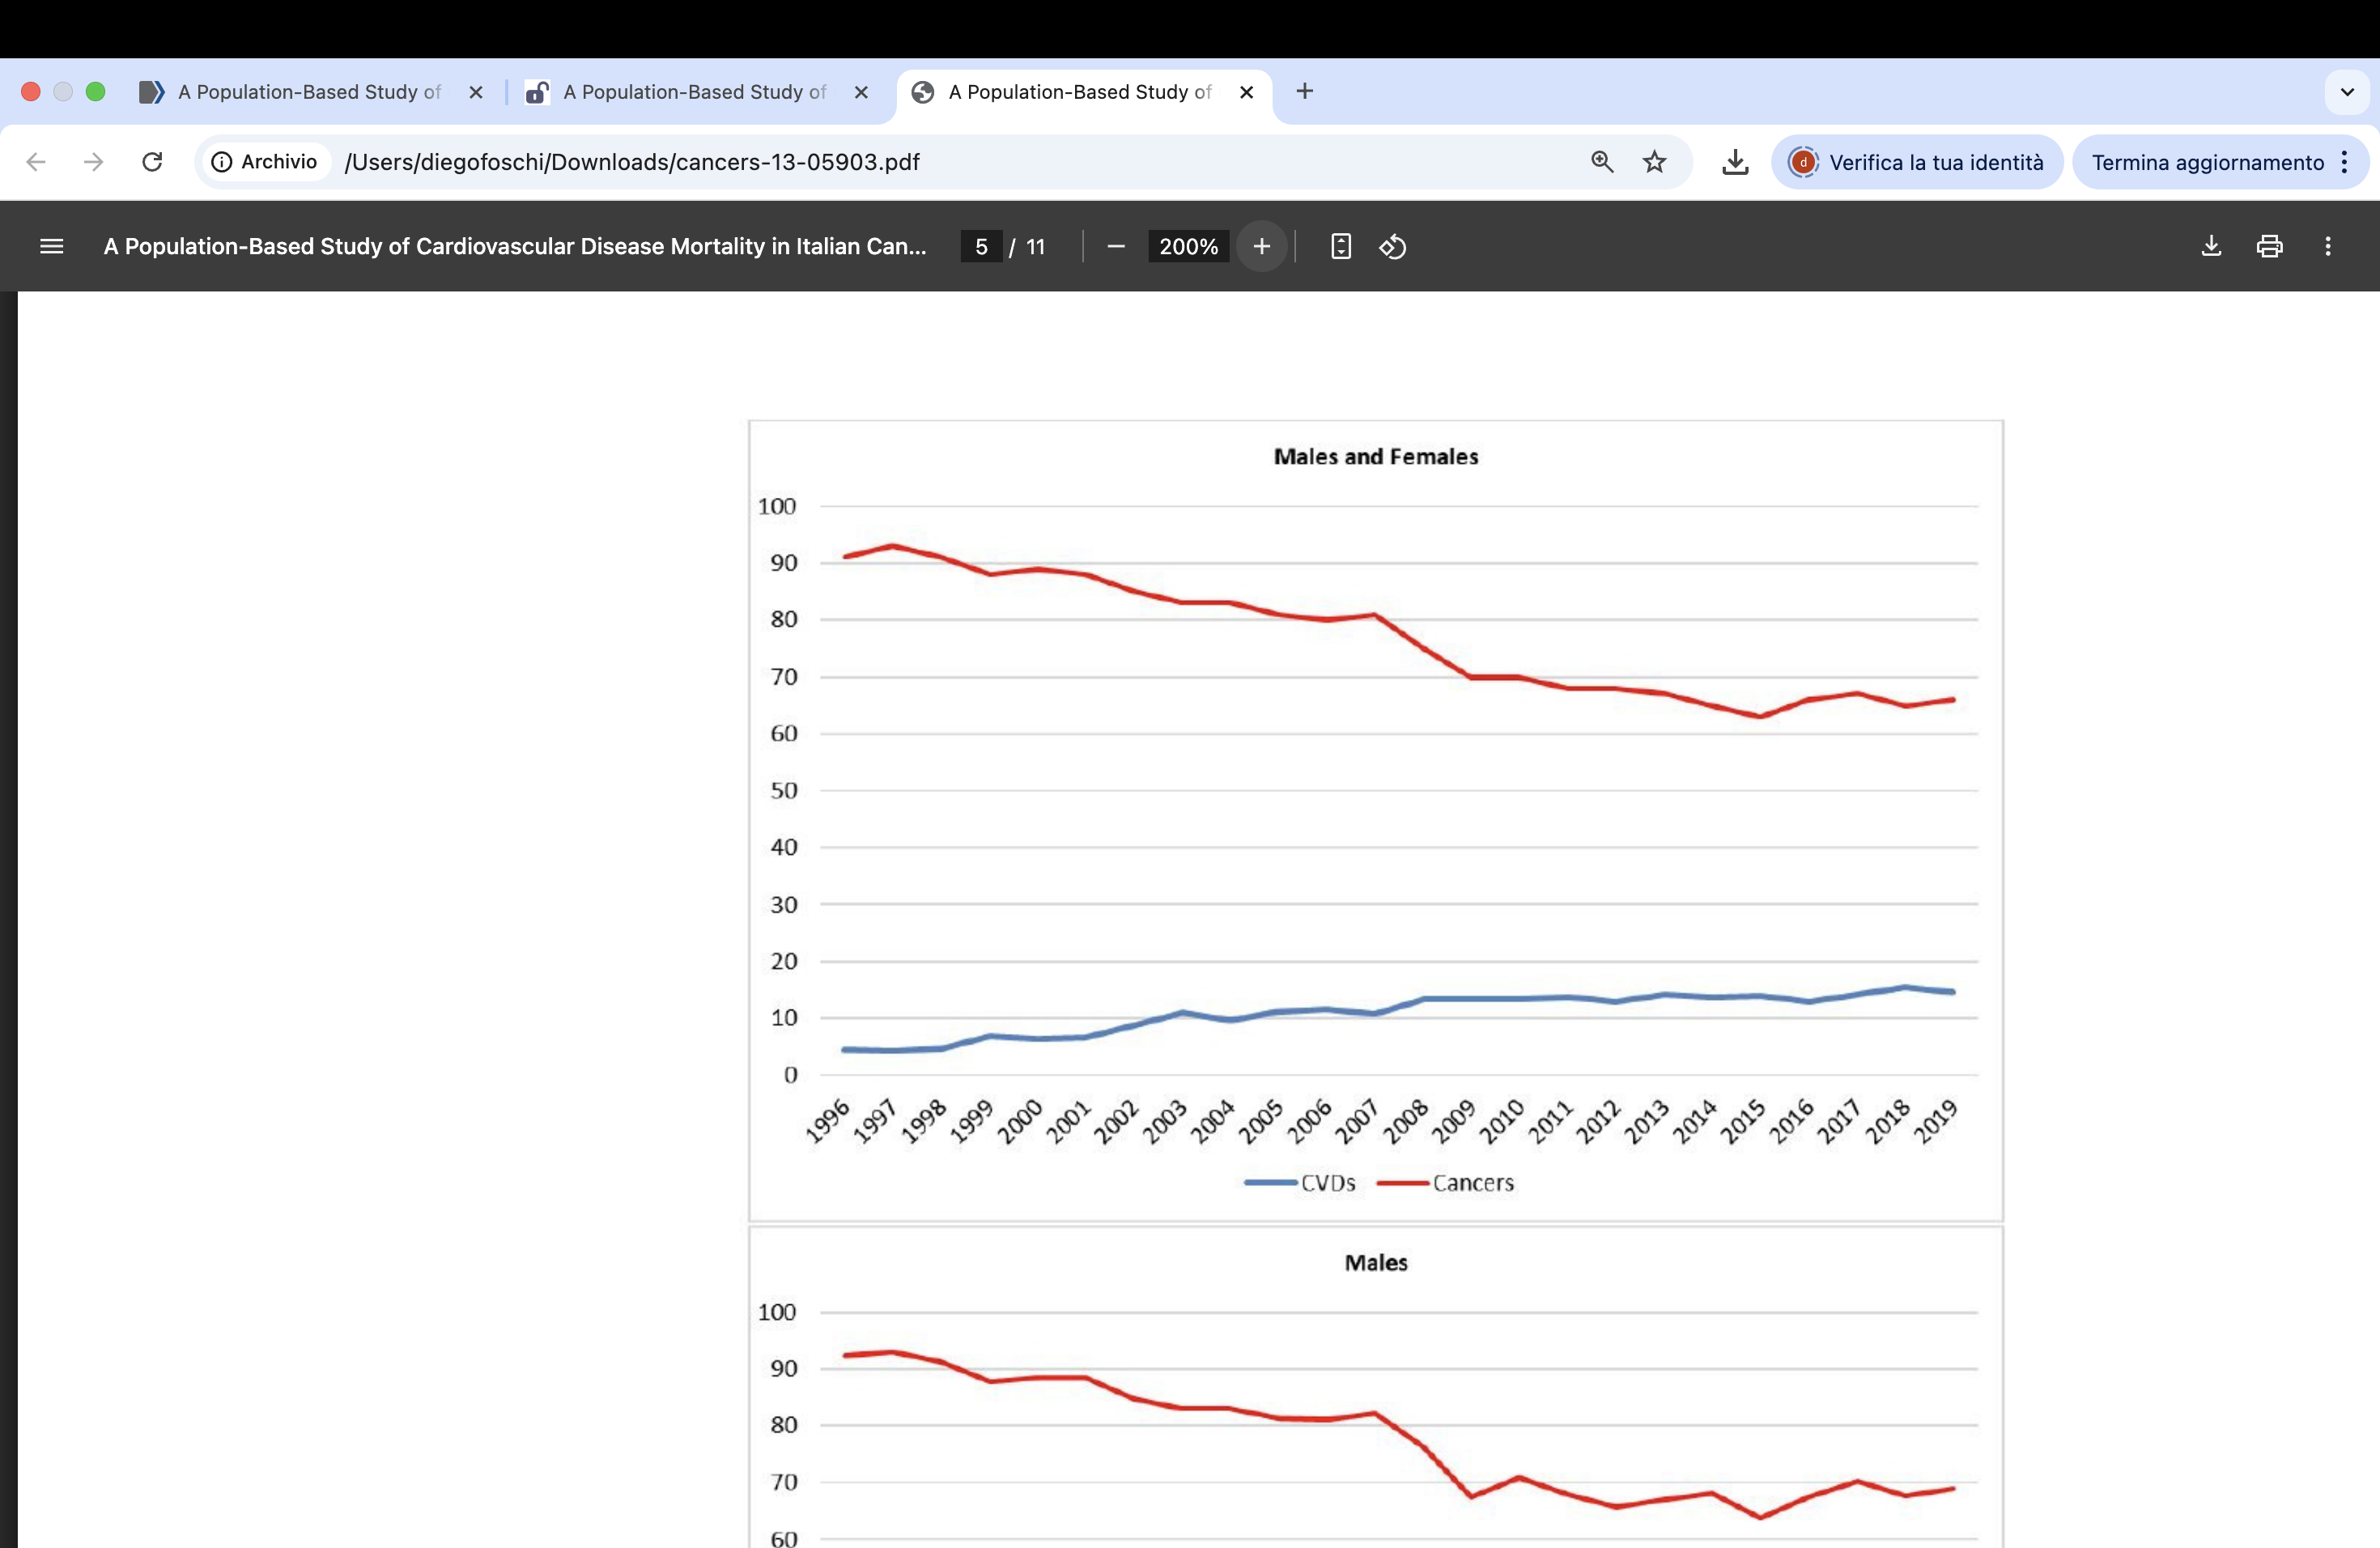 A Population-Based Study of
A Population-Based Study of
A Population-Based Study of
Archivio /Users/diegofoschi/Downloads/cancers-13-05903.pdf
d Verifica la tua identità
Termina aggiornamento
A Population-Based Study of Cardiovascular Disease Mortality in Italian Can... 5 / 11 200%
Males and Females
100
90
80
70
60
50
40
30
20
10
0
1996 1997 1998 1999 2000 2001 2002 2003 2004 2005 2006 2007 2008 2009 2010 2011 2012 2013 2014 2015 2016 2017 2018 2019
CVDs Cancers
Males
100
90
80
70
60